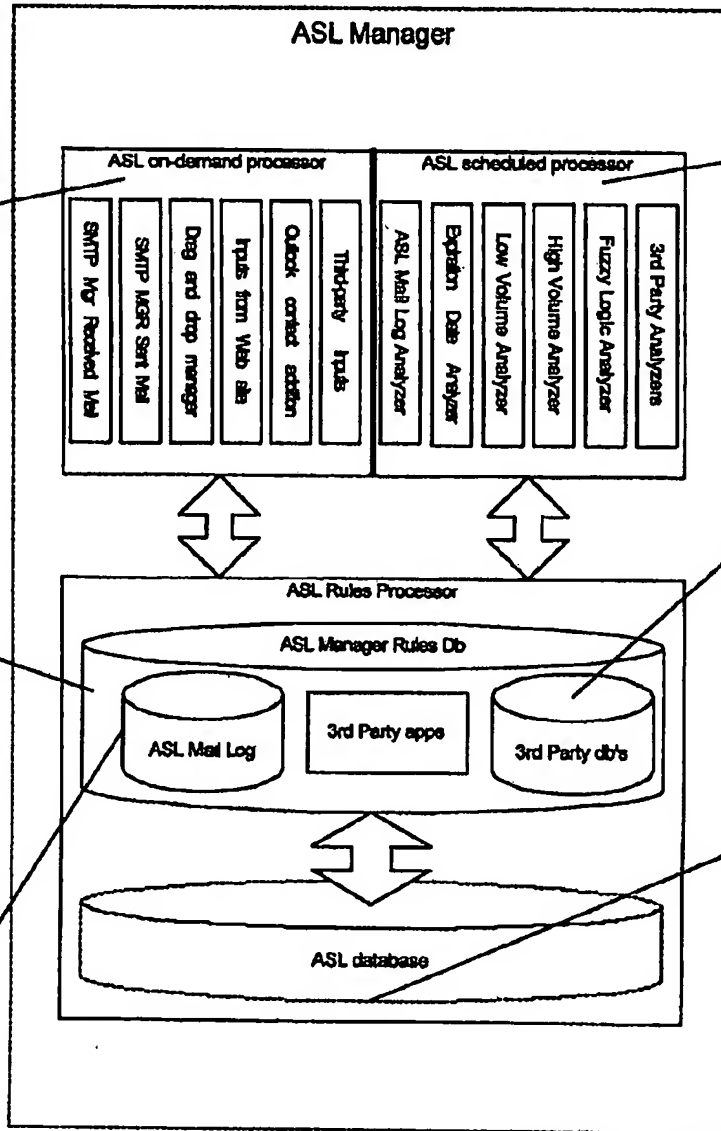 ASL Manager
ASL on-demand processor
ASL scheduled processor
SMTP Mgr Received Mail
SMTP MGR Sent Mail
Drag and drop manager
Inputs from Web site
Outlook contact addition
Third-party inputs
ASL Mail Log Analyzer
Expiration Date Analyzer
Low Volume Analyzer
High Volume Analyzer
Fuzzy Logic Analyzer
3rd Party Analyzers
ASL Rules Processor
ASL Manager Rules Db
ASL Mail Log
3rd Party apps
3rd Party db's
ASL database